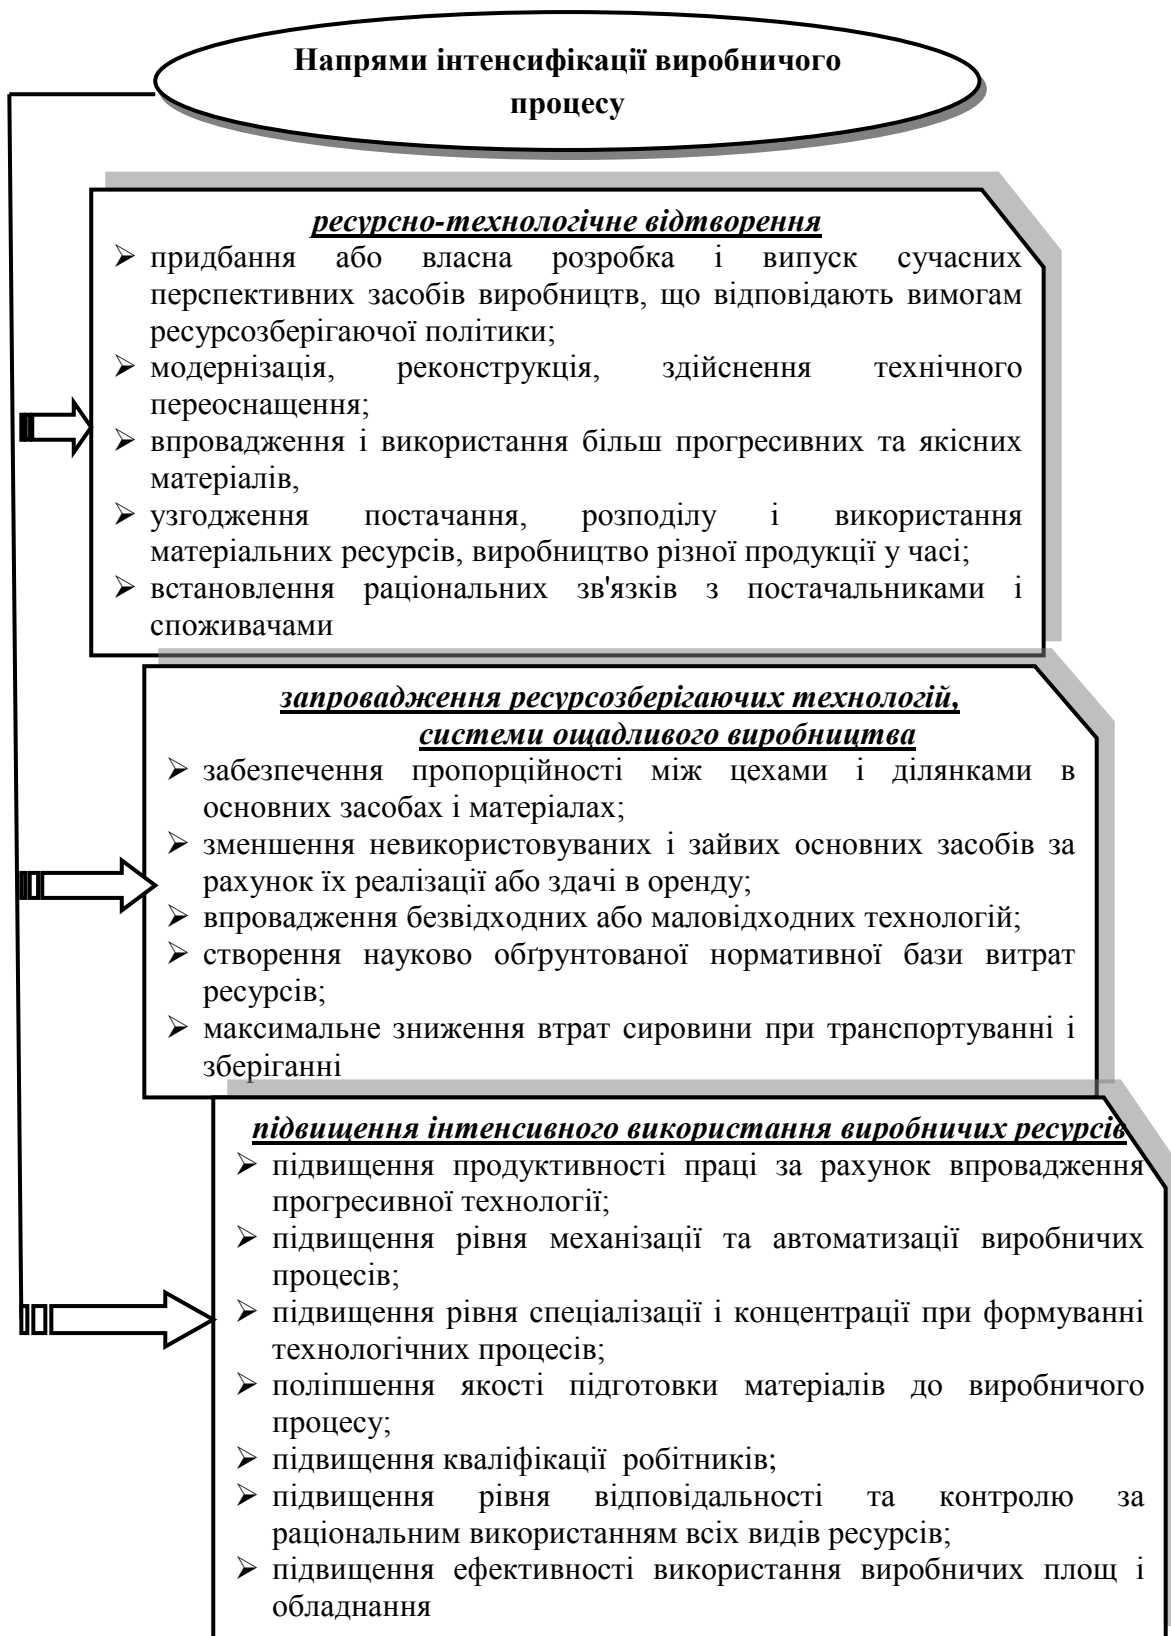 Напрями інтенсифікації виробничого
процесу
ресурсно-технологічне відтворення
➢ придбання або власна розробка і випуск сучасних
перспективних засобів виробництв, що відповідають вимогам
ресурсозберігаючої політики;
➢ модернізація, реконструкція, здійснення технічного
переоснащення;
➢ впровадження і використання більш прогресивних та якісних
матеріалів,
➢ узгодження постачання, розподілу і використання
матеріальних ресурсів, виробництво різної продукції у часі;
➢ встановлення раціональних зв'язків з постачальниками і
споживачами
запровадження ресурсозберігаючих технологій,
системи ощадливого виробництва
➢ забезпечення пропорційності між цехами і ділянками в
основних засобах і матеріалах;
➢ зменшення невикористовуваних і зайвих основних засобів за
рахунок їх реалізації або здачі в оренду;
➢ впровадження безвідходних або маловідходних технологій;
➢ створення науково обґрунтованої нормативної бази витрат
ресурсів;
➢ максимальне зниження втрат сировини при транспортуванні і
зберіганні
підвищення інтенсивного використання виробничих ресурсів
➢ підвищення продуктивності праці за рахунок впровадження
прогресивної технології;
➢ підвищення рівня механізації та автоматизації виробничих
процесів;
➢ підвищення рівня спеціалізації і концентрації при формуванні
технологічних процесів;
➢ поліпшення якості підготовки матеріалів до виробничого
процесу;
➢ підвищення кваліфікації робітників;
➢ підвищення рівня відповідальності та контролю за
раціональним використанням всіх видів ресурсів;
➢ підвищення ефективності використання виробничих площ і
обладнання